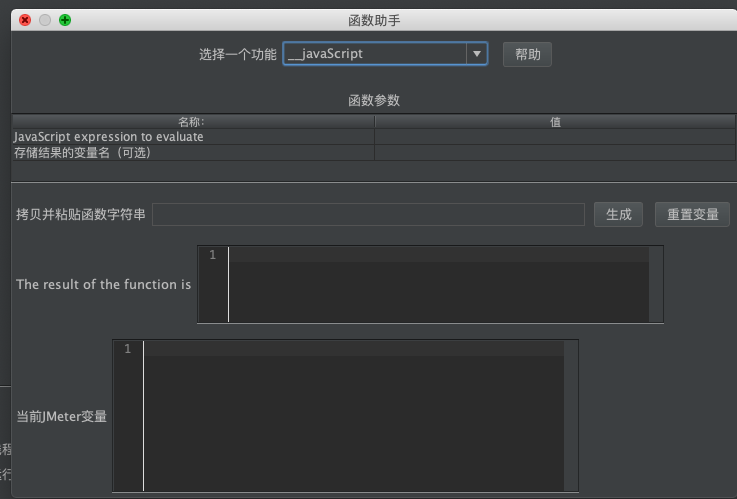 函数助手
选择一个功能 __javaScript 帮助
函数参数
名称: 值
JavaScript expression to evaluate
存储结果的变量名（可选）
拷贝并粘贴函数字符串 生成 重置变量
1
The result of the function is
1
当前JMeter变量
程
运行